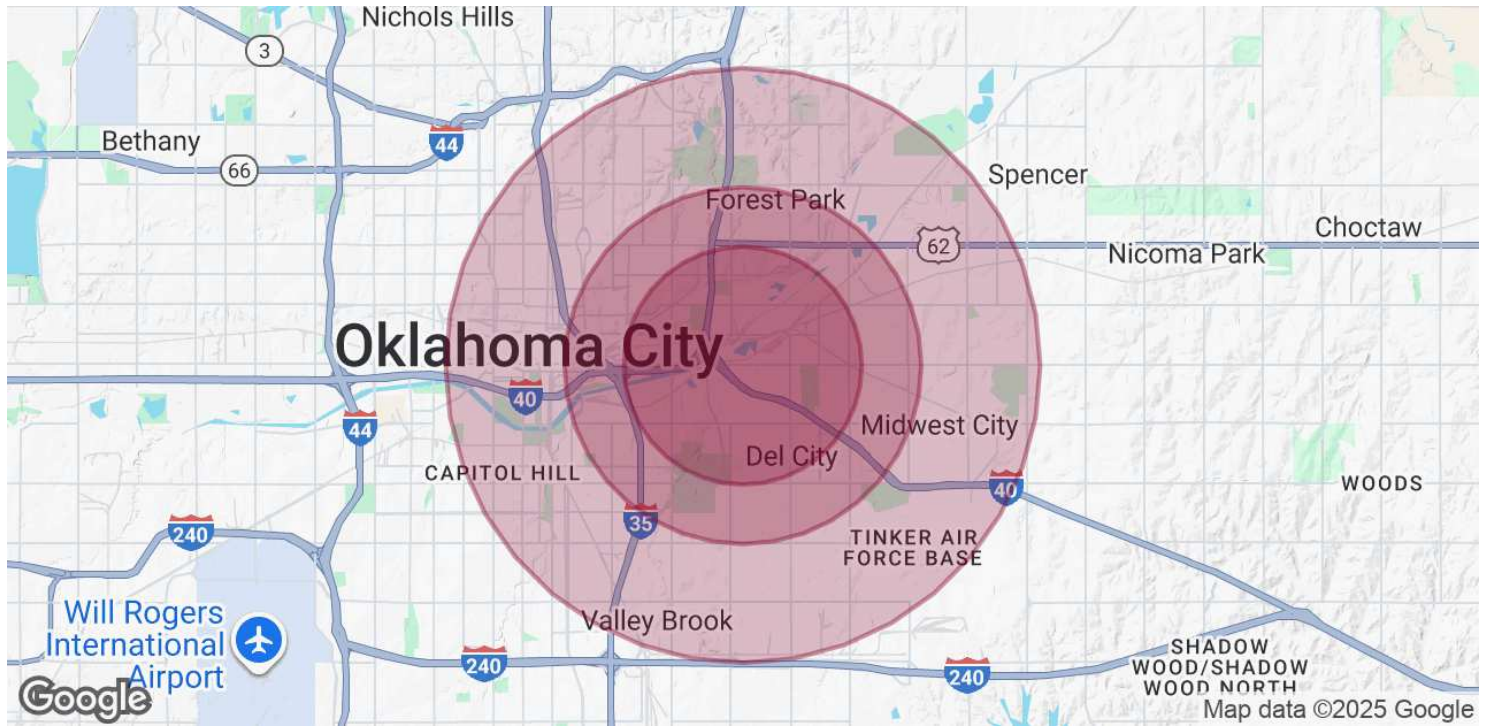 Nichols Hills
3
Bethany
44
66
Spencer
Forest Park
Choctaw
62
Nicoma Park
Oklahoma City
40
44
Midwest City
Del City
CAPITOL HILL
40
WOODS
35
240
TINKER AIR
FORCE BASE
Will Rogers
International
Airport
Valley Brook
240
240
SHADOW
WOOD/SHADOW
WOOD NORTH
Google
Map data ©2025 Google